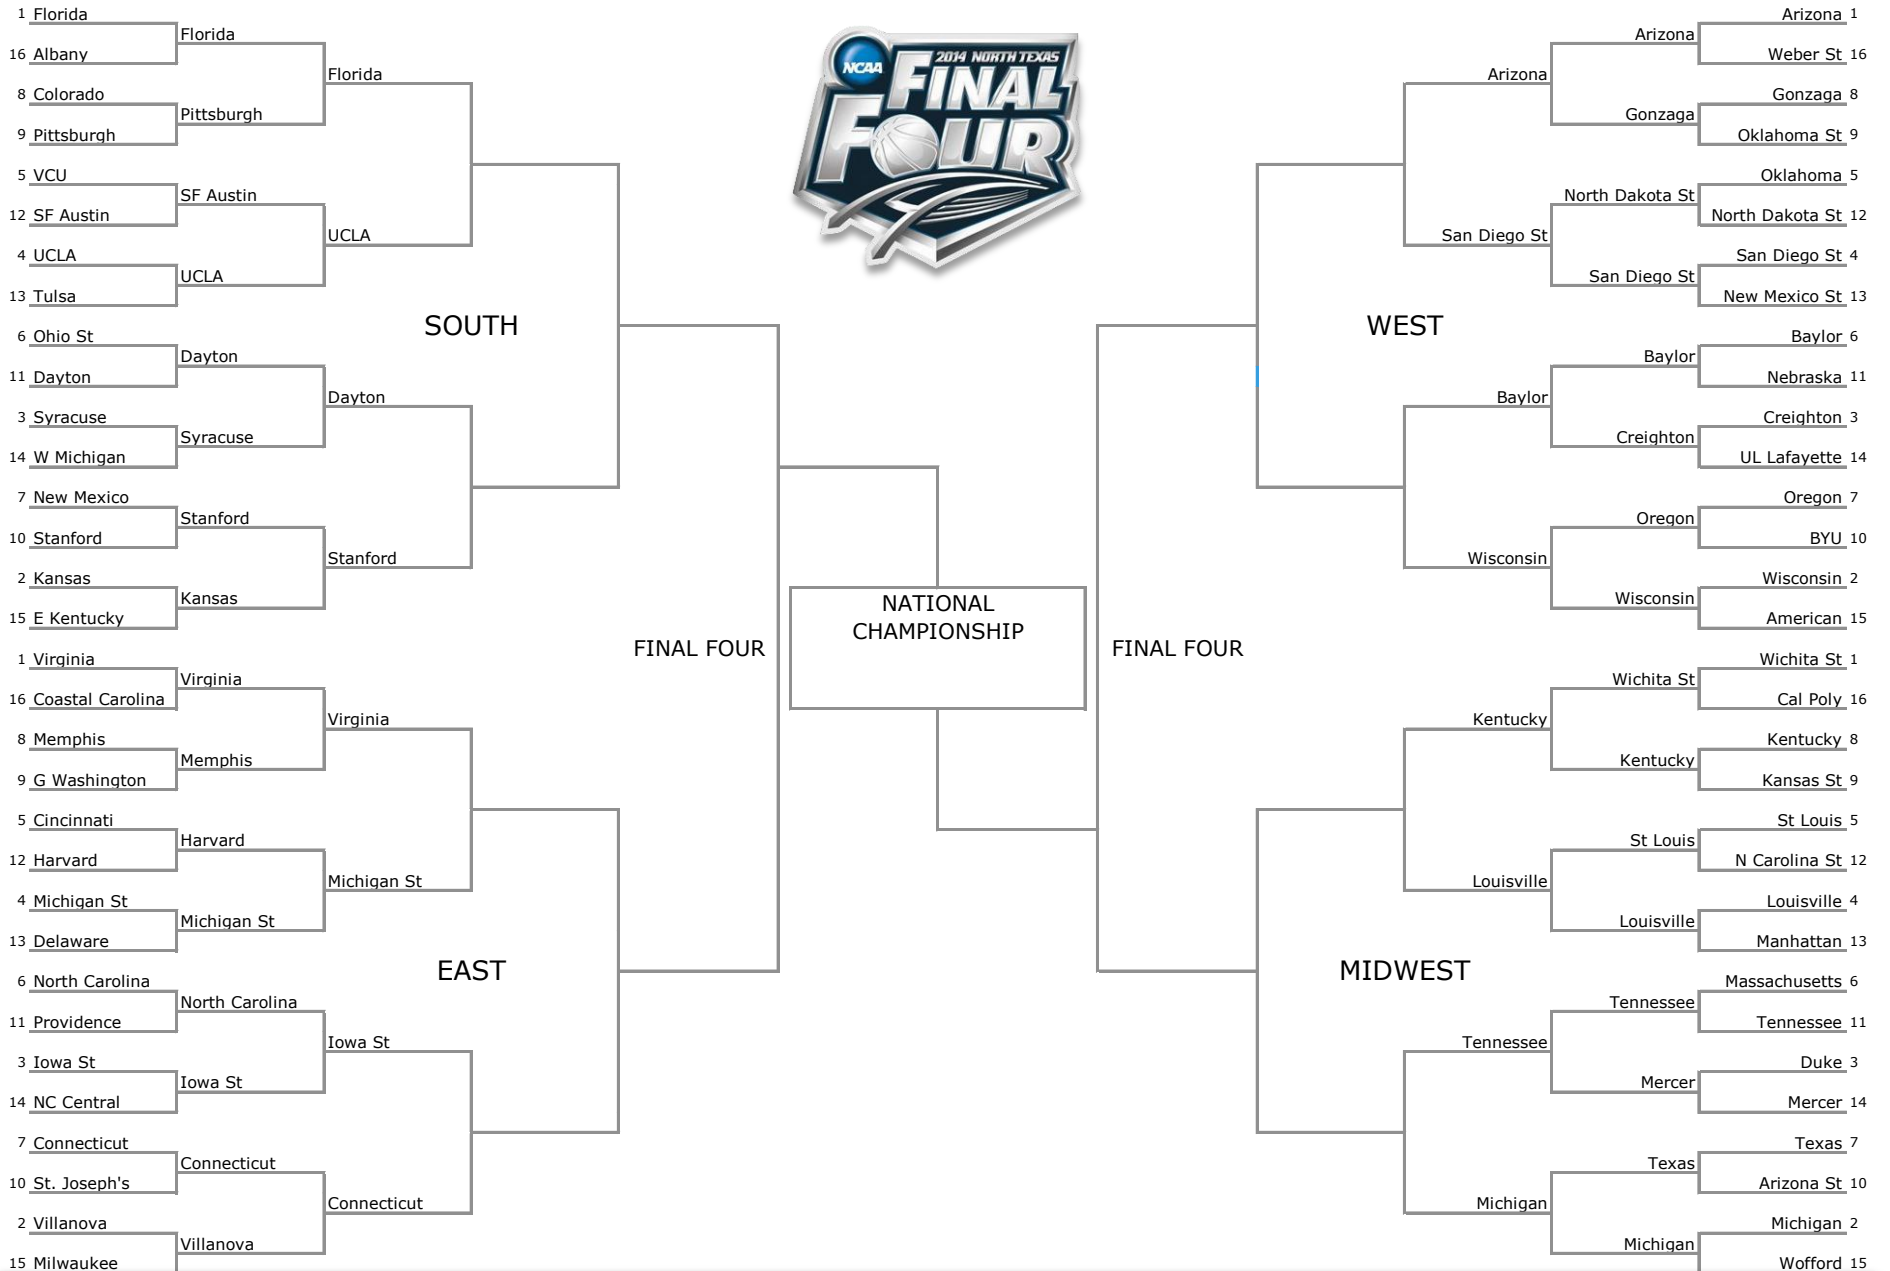 1 Florida
16 Albany
8 Colorado
9 Pittsburgh
5 VCU
12 SF Austin
4 UCLA
13 Tulsa
6 Ohio St
11 Dayton
3 Syracuse
14 W Michigan
7 New Mexico
10 Stanford
2 Kansas
15 E Kentucky
1 Virginia
16 Coastal Carolina
8 Memphis
9 G Washington
5 Cincinnati
12 Harvard
4 Michigan St
13 Delaware
6 North Carolina
11 Providence
3 Iowa St
14 NC Central
7 Connecticut
10 St. Joseph's
2 Villanova
15 Milwaukee
Florida
Pittsburgh
SF Austin
UCLA
Dayton
Syracuse
Stanford
Kansas
Virginia
Memphis
Harvard
Michigan St
North Carolina
Iowa St
Connecticut
Villanova
Florida
UCLA
Dayton
Stanford
Virginia
Michigan St
Iowa St
Connecticut
SOUTH
EAST
FINAL FOUR
NCAA
2014 NORTH TEXAS
FINAL
FOUR
NATIONAL
CHAMPIONSHIP
FINAL FOUR
WEST
MIDWEST
Arizona
San Diego St
Baylor
Wisconsin
Kentucky
Louisville
Tennessee
Michigan
Arizona
Gonzaga
North Dakota St
San Diego St
Baylor
Creighton
Oregon
Wisconsin
Wichita St
Kentucky
St Louis
Louisville
Tennessee
Mercer
Texas
Michigan
Arizona 1
Weber St 16
Gonzaga 8
Oklahoma St 9
Oklahoma 5
North Dakota St 12
San Diego St 4
New Mexico St 13
Baylor 6
Nebraska 11
Creighton 3
UL Lafayette 14
Oregon 7
BYU 10
Wisconsin 2
American 15
Wichita St 1
Cal Poly 16
Kentucky 8
Kansas St 9
St Louis 5
N Carolina St 12
Louisville 4
Manhattan 13
Massachusetts 6
Tennessee 11
Duke 3
Mercer 14
Texas 7
Arizona St 10
Michigan 2
Wofford 15